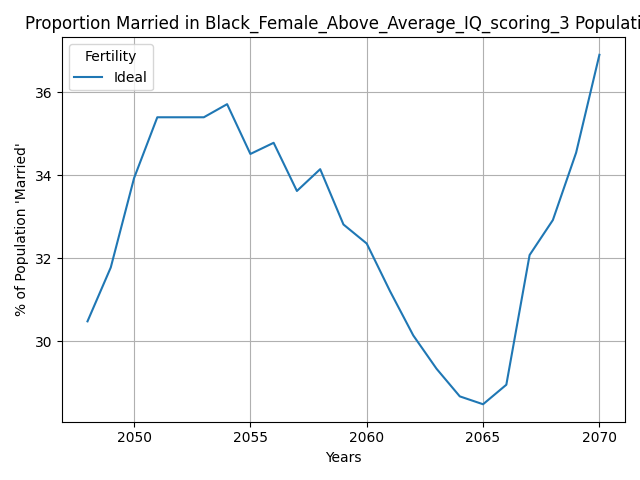 Proportion Married in Black_Female_Above_Average_IQ_scoring_3 Populati
Fertility
Ideal
% of Population 'Married'
36
34
32
30
2050 2055 2060 2065 2070
Years